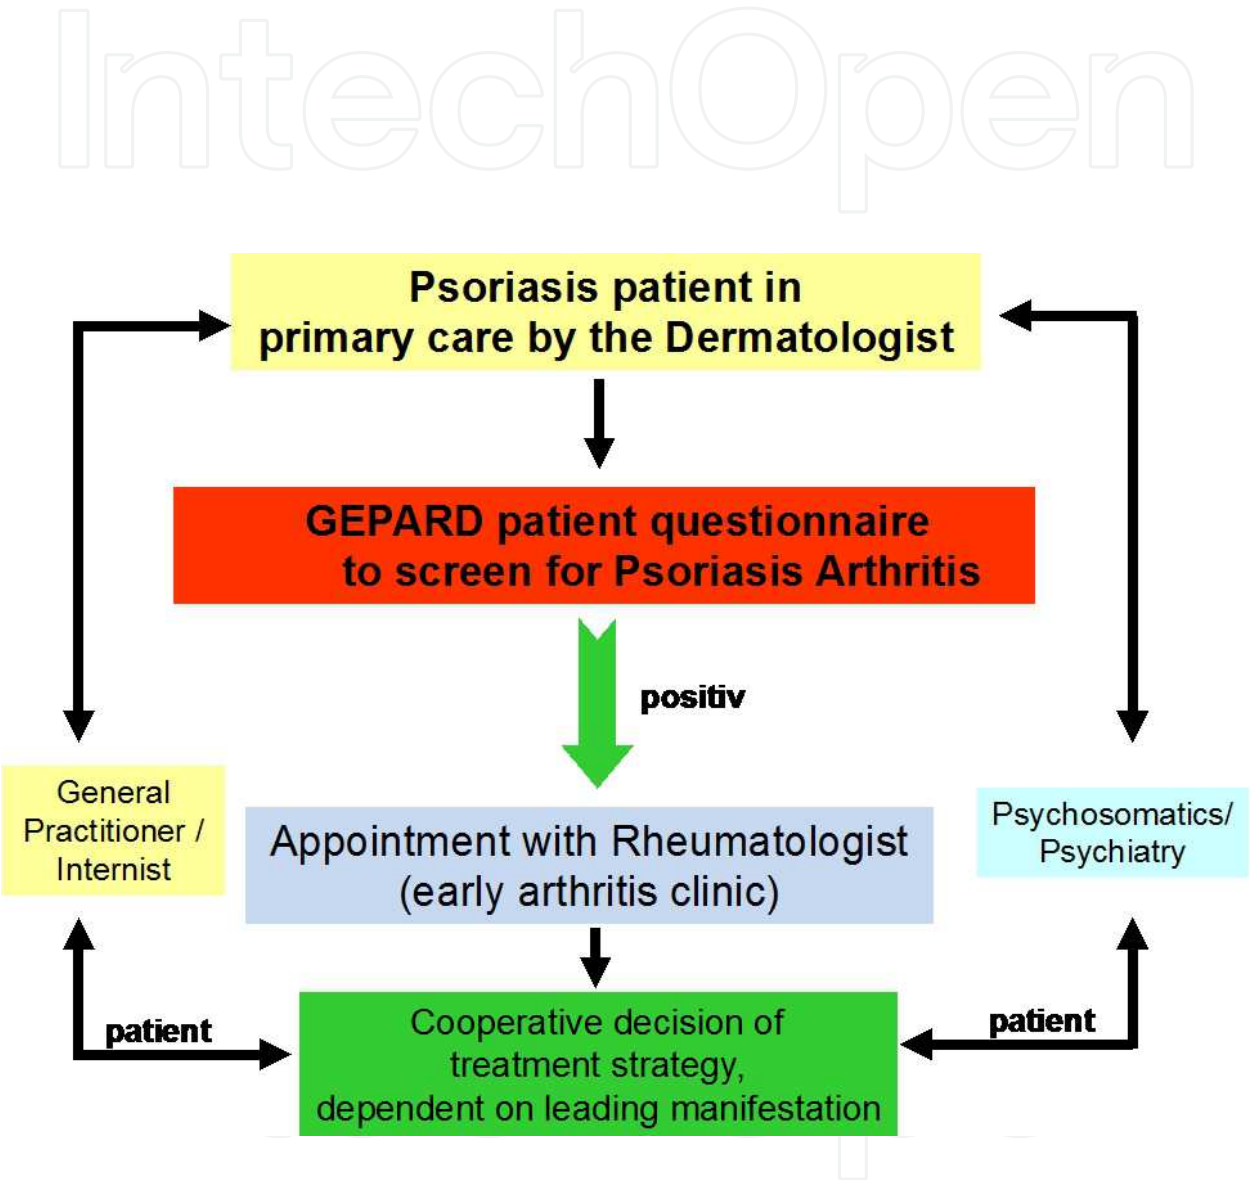 IntechOpen
Psoriasis patient in
primary care by the Dermatologist
GEPARD patient questionnaire
to screen for Psoriasis Arthritis
positiv
General
Practitioner /
Internist
Appointment with Rheumatologist
(early arthritis clinic)
Psychosomatics/
Psychiatry
patient
patient
Cooperative decision of
treatment strategy,
dependent on leading manifestation